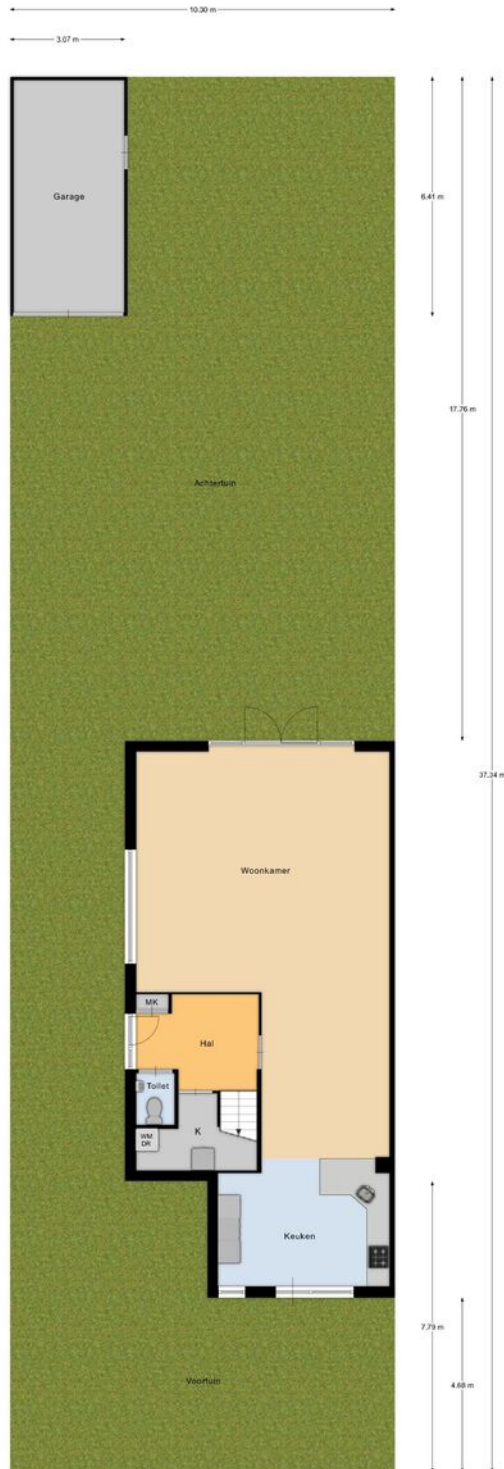 10.30 m
3.07 m
Garage
6.41 m
17.76 m
Achtertuin
37.34 m
Woonkamer
MK
Hal
Toilet
WM
DR
K
Keuken
7.79 m
4.68 m
Voortuin